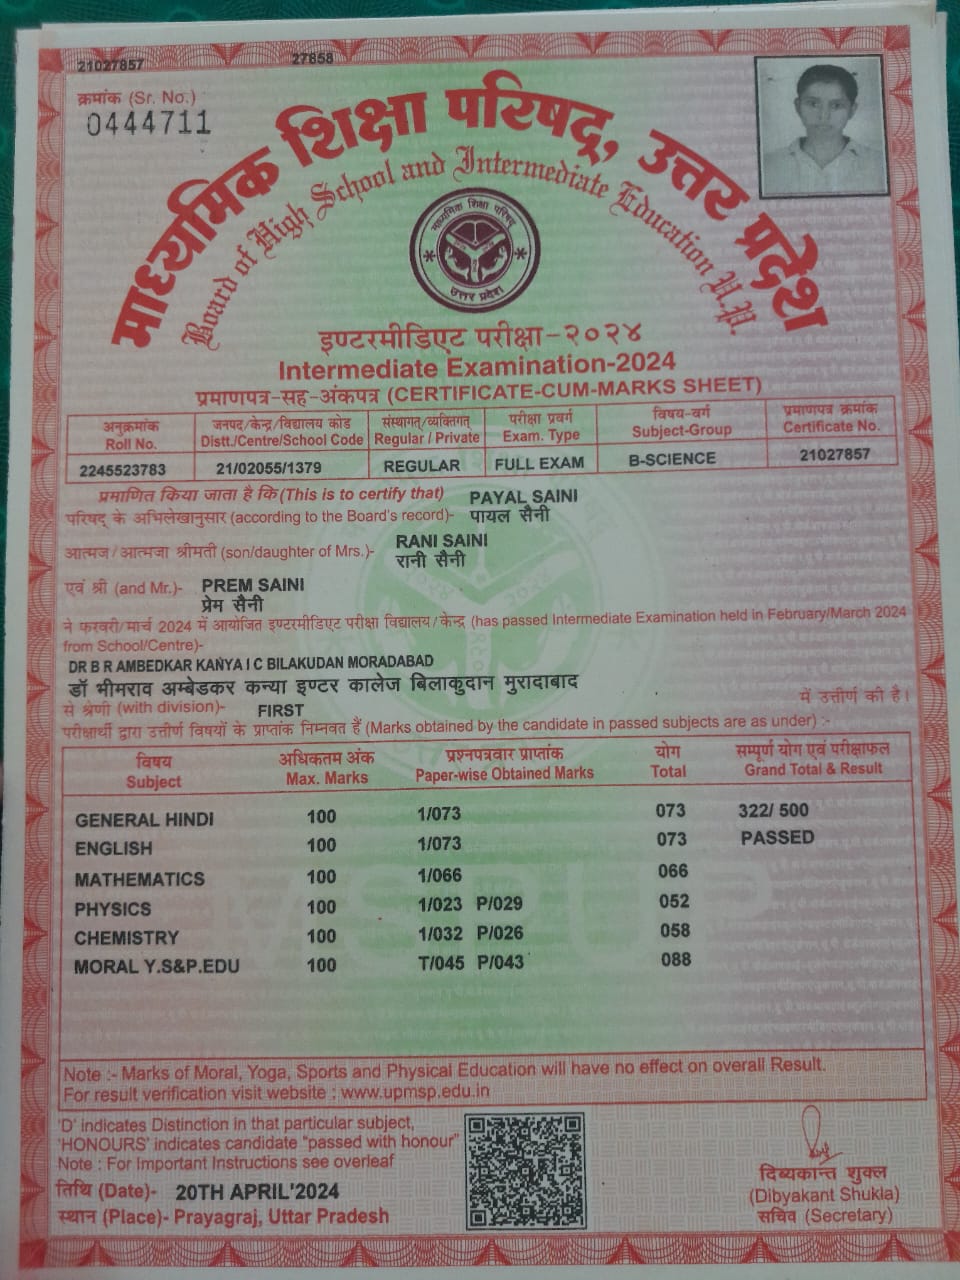 21027857
27858
क्रमांक (Sr. No.)
0444711
माध्यमिक शिक्षा परिषद्, उत्तर प्रदेश
Board of High School and Intermediate Education U.P.
माध्यमिक शिक्षा परिषद्
उत्तर प्रदेश
इण्टरमीडिएट परीक्षा-२०२४
Intermediate Examination-2024
प्रमाणपत्र-सह-अंकपत्र (CERTIFICATE-CUM-MARKS SHEET)
अनुक्रमांक Roll No. जनपद/केन्द्र/विद्यालय कोड Distt./Centre/School Code संस्थागत/व्यक्तिगत Regular / Private परीक्षा प्रवर्ग Exam. Type विषय-वर्ग Subject-Group प्रमाणपत्र क्रमांक Certificate No.
2245523783 21/02055/1379 REGULAR FULL EXAM B-SCIENCE 21027857
प्रमाणित किया जाता है कि (This is to certify that) PAYAL SAINI
परिषद् के अभिलेखानुसार (according to the Board's record)- पायल सैनी
RANI SAINI
आत्मज/आत्मजा श्रीमती (son/daughter of Mrs.)- रानी सैनी
एवं श्री (and Mr.)- PREM SAINI
प्रेम सैनी
ने फरवरी/मार्च 2024 में आयोजित इण्टरमीडिएट परीक्षा विद्यालय/केन्द्र (has passed Intermediate Examination held in February/March 2024
from School/Centre)-
DR B R AMBEDKAR KANYA I C BILAKUDAN MORADABAD
डॉ भीमराव अम्बेडकर कन्या इण्टर कालेज बिलाकुदान मुरादाबाद
से श्रेणी (with division)- FIRST में उत्तीर्ण की है।
परीक्षार्थी द्वारा उत्तीर्ण विषयों के प्राप्तांक निम्नवत हैं (Marks obtained by the candidate in passed subjects are as under) :-
विषय अधिकतम अंक प्रश्नपत्रवार प्राप्तांक योग सम्पूर्ण योग एवं परीक्षाफल
Subject Max. Marks Paper-wise Obtained Marks Total Grand Total & Result
GENERAL HINDI 100 1/073 073 322/ 500
ENGLISH 100 1/073 073 PASSED
MATHEMATICS 100 1/066 066
PHYSICS 100 1/023 P/029 052
CHEMISTRY 100 1/032 P/026 058
MORAL Y.S&P.EDU 100 T/045 P/043 088
Note :- Marks of Moral, Yoga, Sports and Physical Education will have no effect on overall Result.
For result verification visit website : www.upmsp.edu.in
'D' indicates Distinction in that particular subject,
'HONOURS' indicates candidate "passed with honour"
Note : For Important Instructions see overleaf
तिथि (Date)- 20TH APRIL'2024
स्थान (Place)- Prayagraj, Uttar Pradesh
दिब्यकान्त शुक्ल
(Dibyakant Shukla)
सचिव (Secretary)